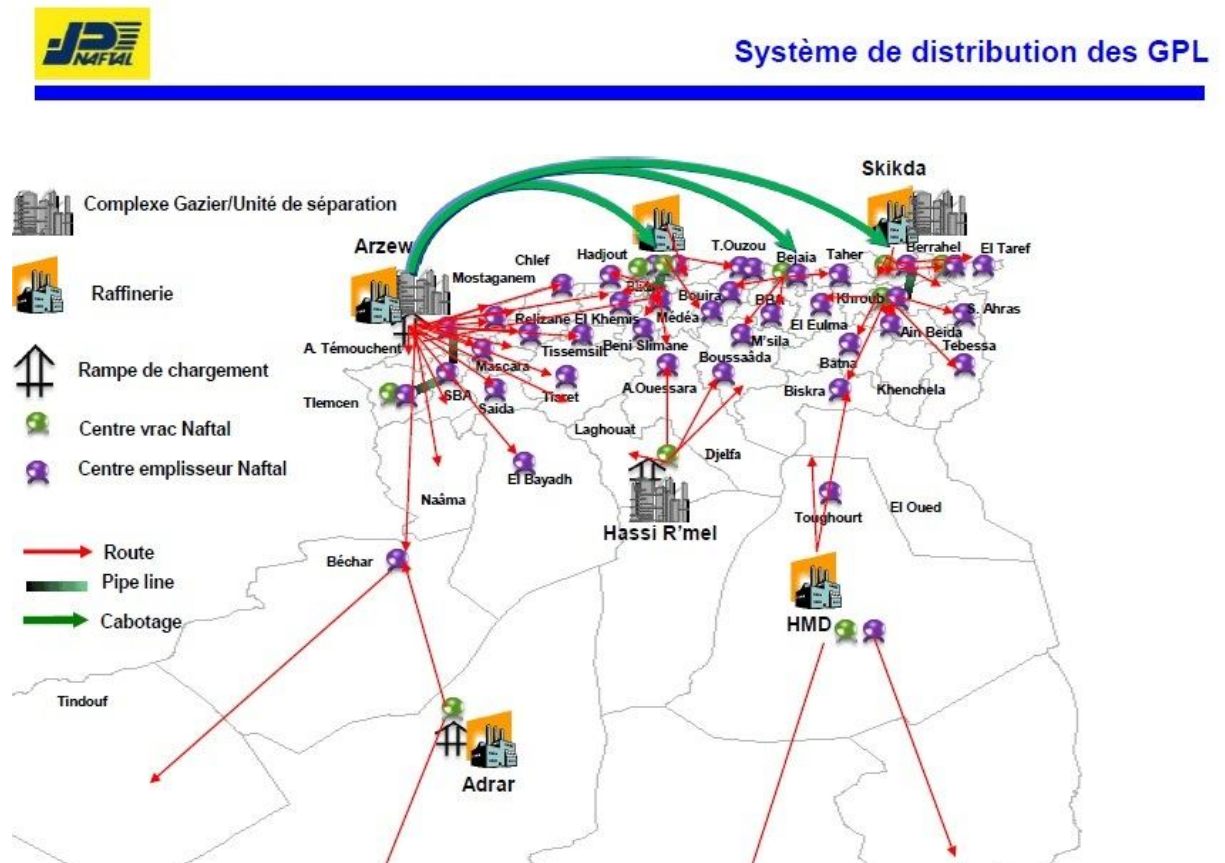 NAFTAL
Système de distribution des GPL
Complexe Gazier/Unité de séparation
Raffinerie
Rampe de chargement
Centre vrac Naftal
Centre emplisseur Naftal
Route
Pipe line
Cabotage
Skikda
Arzew
Chlef
Hadjout
T.Ouzou
Bejaia
Taher
Berrahel
El Taref
Mostaganem
Bouira
BBA
Khroub
Relizane
El Khemis
Médéa
El Eulma
S. Ahras
A. Témouchent
Tissemsilt
Beni Slimane
M'sila
Ain Beida
Mascara
Boussaâda
Batna
Tebessa
Tlemcen
SBA
Saida
Tiaret
A.Ouessara
Biskra
Khenchela
Laghouat
Djelfa
El Bayadh
Naâma
Toughourt
El Oued
Hassi R'mel
Béchar
HMD
Tindouf
Adrar